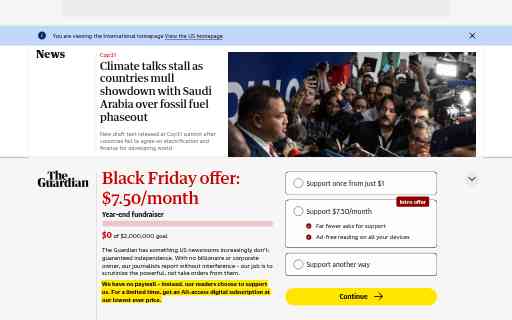 You are viewing the International homepage View the US homepage
News
Cop31
Climate talks stall as
countries mull
showdown with Saudi
Arabia over fossil fuel
phaseout
New draft text released at Cop31 summit after
countries fail to agree on electrification and
finance for developing world
The
Guardian
Black Friday offer:
$7.50/month
Year-end fundraiser
$0 of $2,000,000 goal
The Guardian has something US newsrooms increasingly don't:
guaranteed independence. With no billionaire or corporate
owner, our journalists report without interference – our job is to
scrutinise the powerful, not take orders from them.
We have no paywall – instead, our readers choose to support
us. For a limited time, get an All-access digital subscription at
our lowest ever price.
Support once from just $1
Intro offer
Support $7.50/month
Far fewer asks for support
Ad-free reading on all your devices
Support another way
Continue